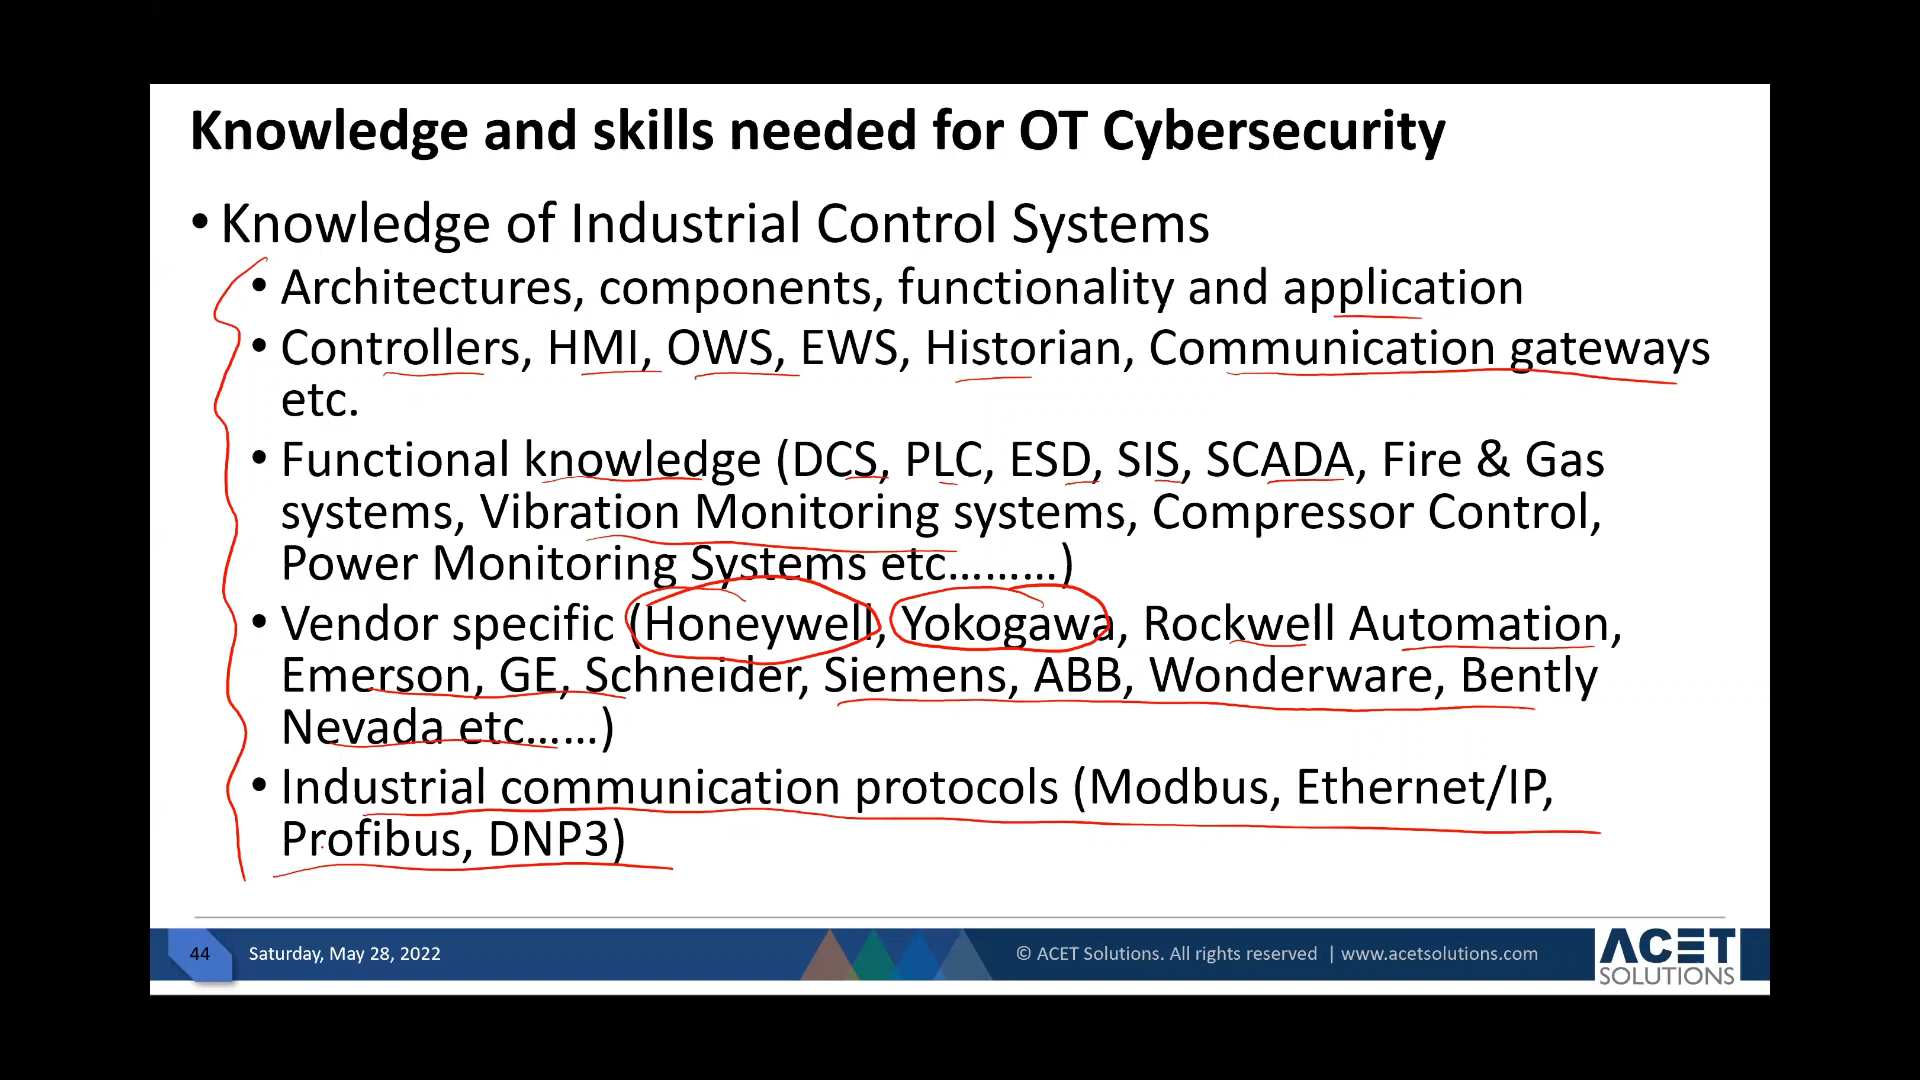 Knowledge and skills needed for OT Cybersecurity
• Knowledge of Industrial Control Systems
• Architectures, components, functionality and application
• Controllers, HMI, OWS, EWS, Historian, Communication gateways
etc.
• Functional knowledge (DCS, PLC, ESD, SIS, SCADA, Fire & Gas
systems, Vibration Monitoring systems, Compressor Control,
Power Monitoring Systems etc.........)
• Vendor specific (Honeywell, Yokogawa, Rockwell Automation,
Emerson, GE, Schneider, Siemens, ABB, Wonderware, Bently
Nevada etc......)
• Industrial communication protocols (Modbus, Ethernet/IP,
Profibus, DNP3)
44 Saturday, May 28, 2022 © ACET Solutions. All rights reserved | www.acetsolutions.com
ACET
SOLUTIONS